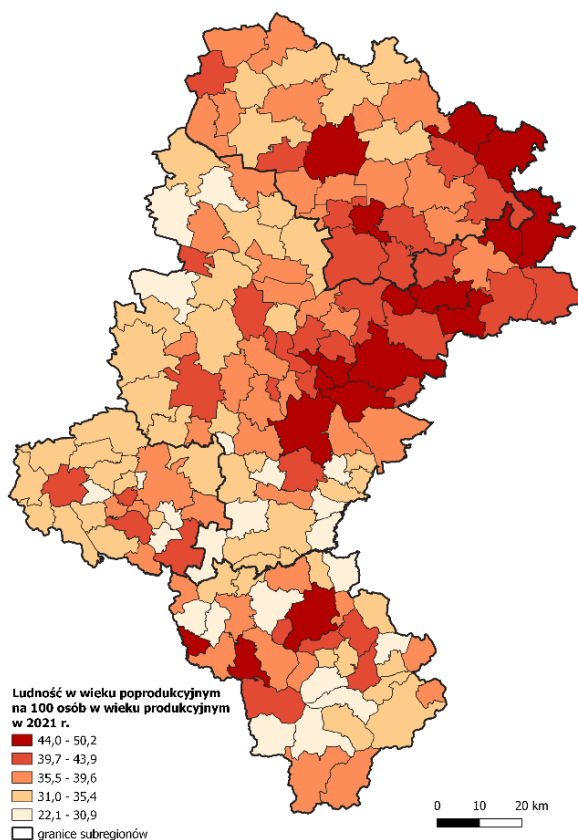 Ludność w wieku poprodukcyjnym
na 100 osób w wieku produkcyjnym
w 2021 r.
44,0 - 50,2
39,7 - 43,9
35,5 - 39,6
31,0 - 35,4
22,1 - 30,9
granice subregionów
0 10 20 km